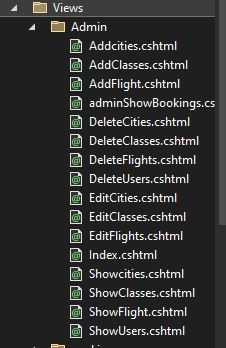 Views
Admin
Addcities.cshtml
AddClasses.cshtml
AddFlight.cshtml
adminShowBookings.cs
DeleteCities.cshtml
DeleteClasses.cshtml
DeleteFlights.cshtml
DeleteUsers.cshtml
EditCities.cshtml
EditClasses.cshtml
EditFlights.cshtml
Index.cshtml
Showcities.cshtml
ShowClasses.cshtml
ShowFlight.cshtml
ShowUsers.cshtml